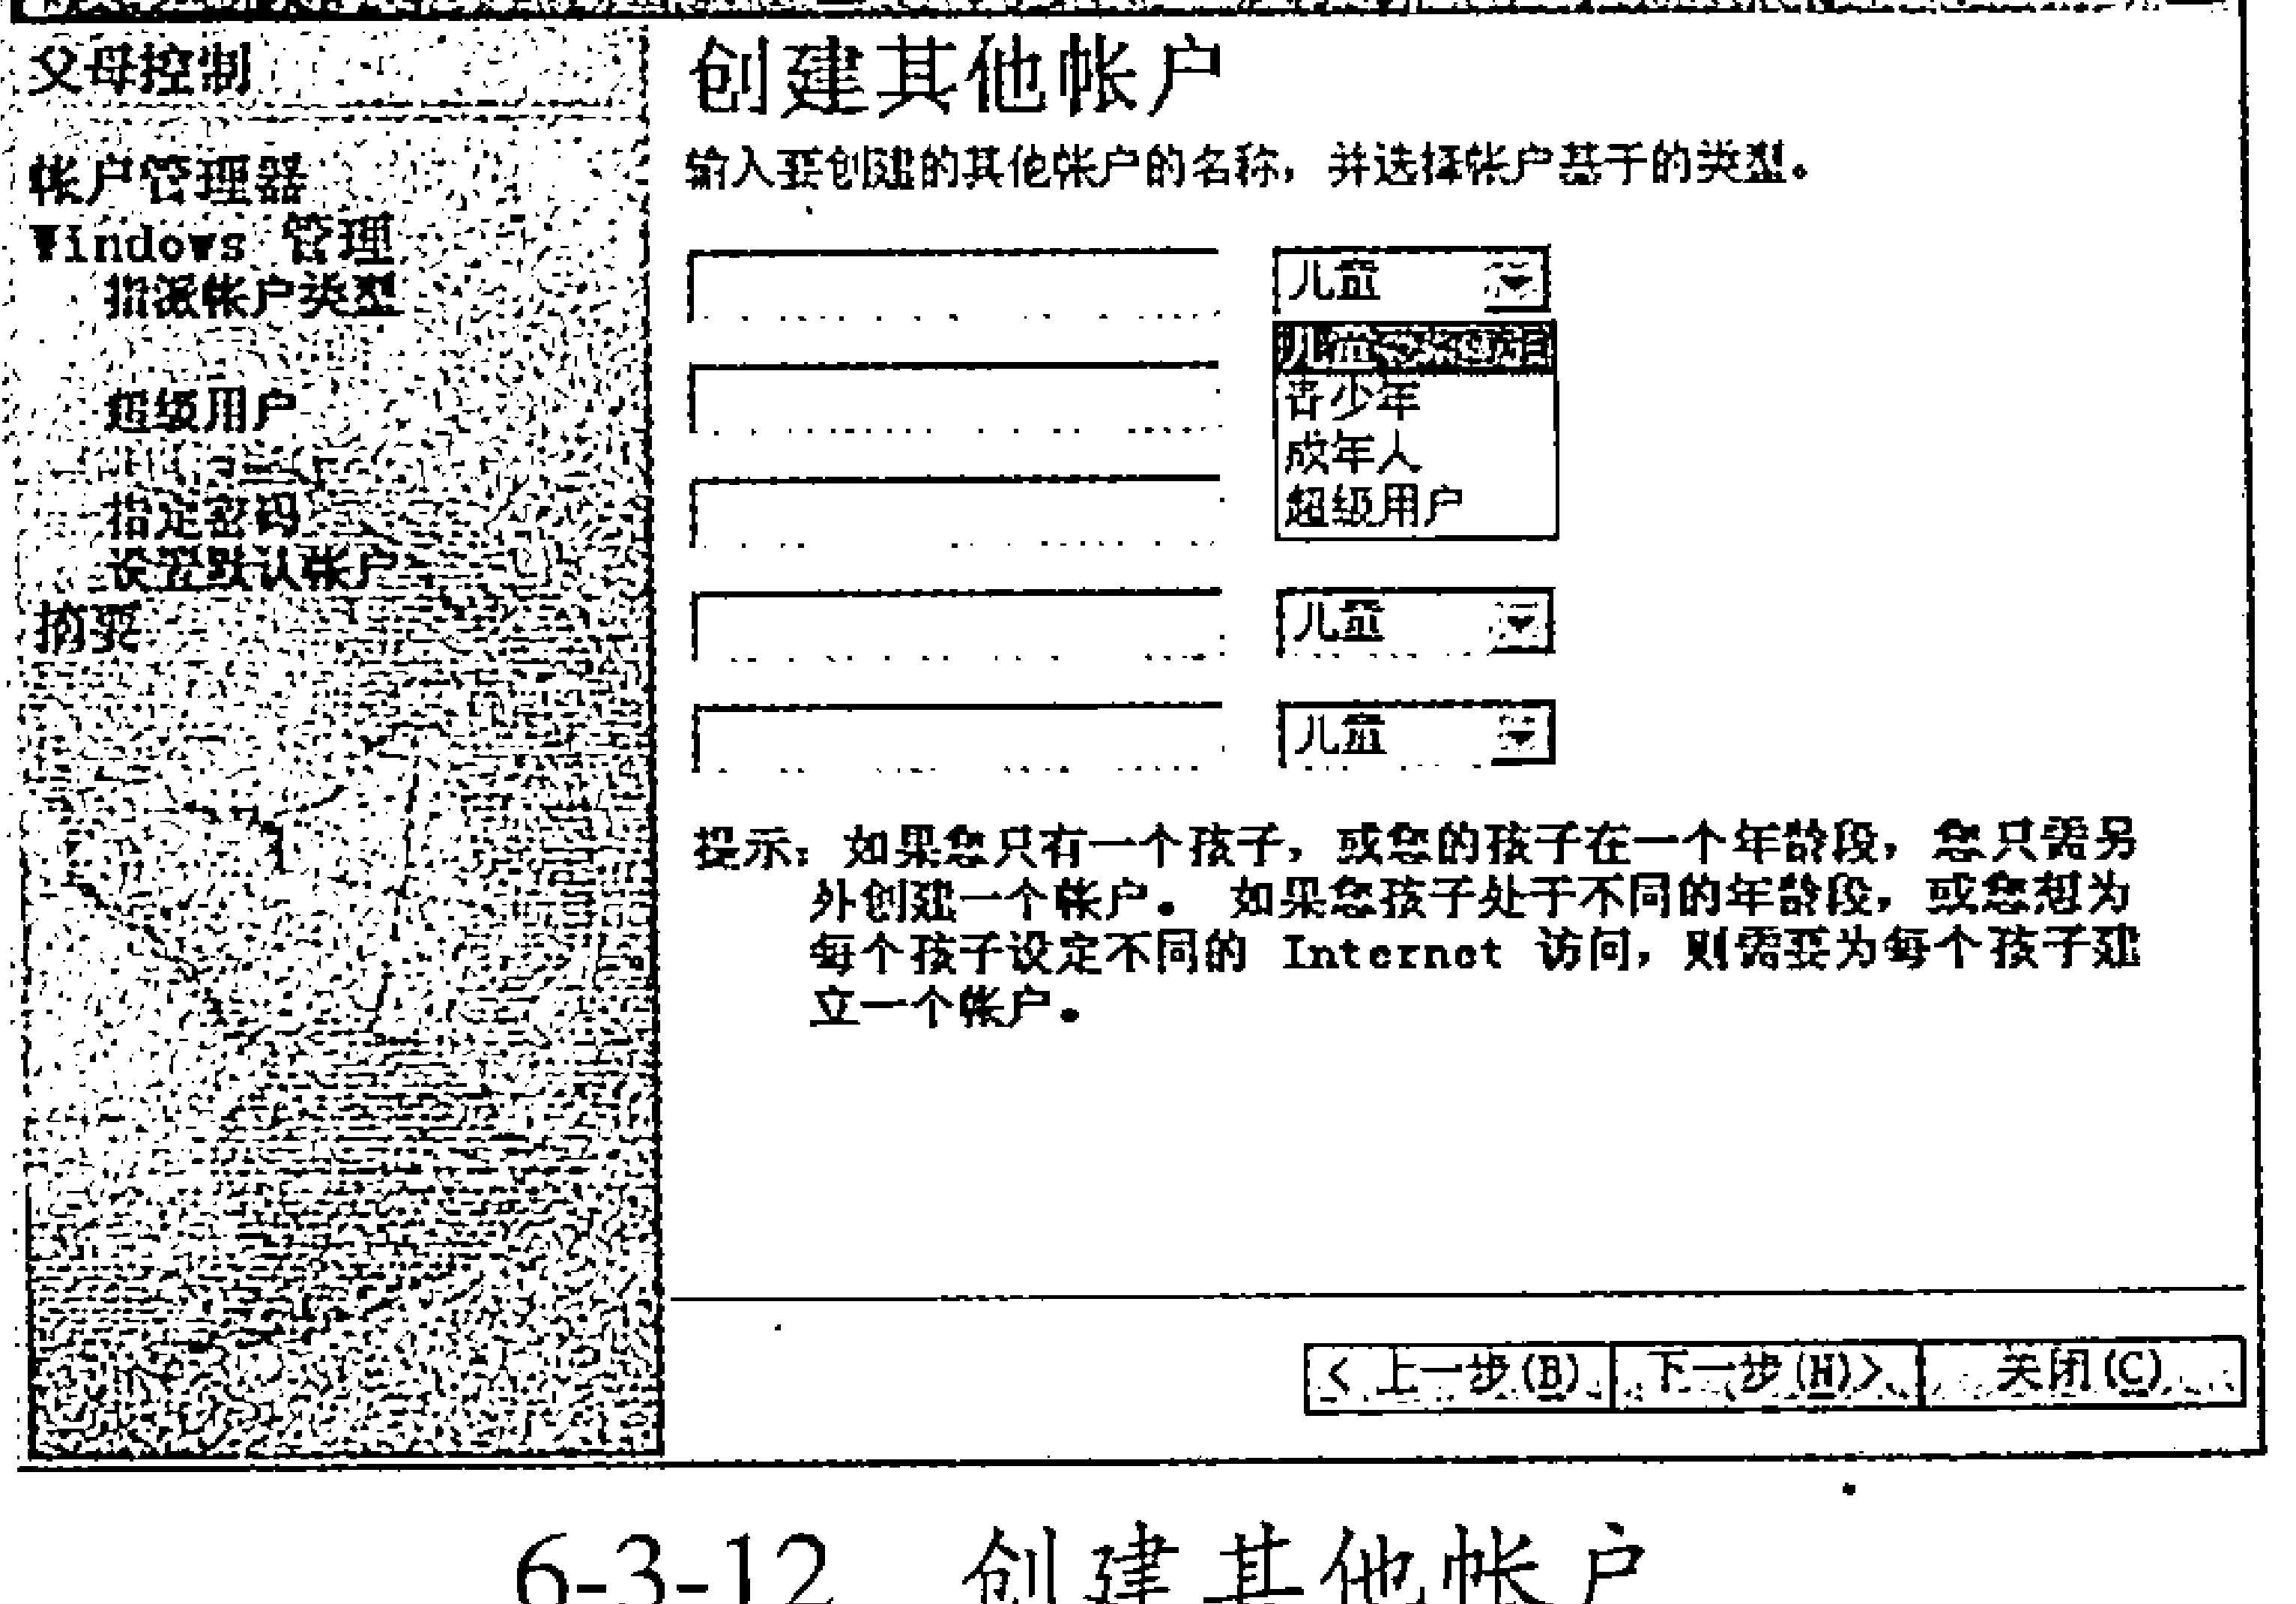 父母控制
帐户管理器
Windows 管理
指派帐户类型
超级用户
指定密码
设置默认帐户
摘要
创建其他帐户
输入要创建的其他帐户的名称，并选择帐户基于的类型。
儿童
儿童
青少年
成年人
超级用户
儿童
儿童
提示：如果您只有一个孩子，或您的孩子在一个年龄段，您只需另
外创建一个帐户。 如果您孩子处于不同的年龄段，或您想为
每个孩子设定不同的 Internet 访问，则需要为每个孩子建
立一个帐户。
< 上一步(B) 下一步(N)> 关闭(C)
6-3-12 创建其他帐户